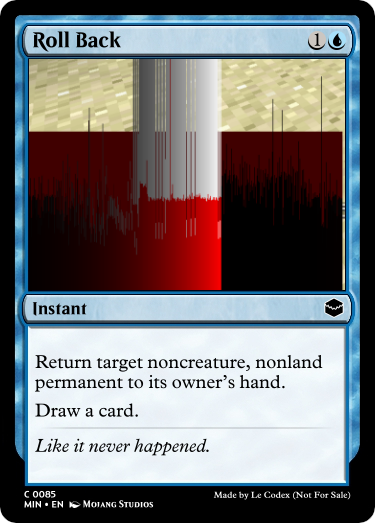 Roll Back 1
Instant
Return target noncreature, nonland
permanent to its owner's hand.
Draw a card.
Like it never happened.
C 0085
MIN • EN Mojang Studios
Made by Le Codex (Not For Sale)